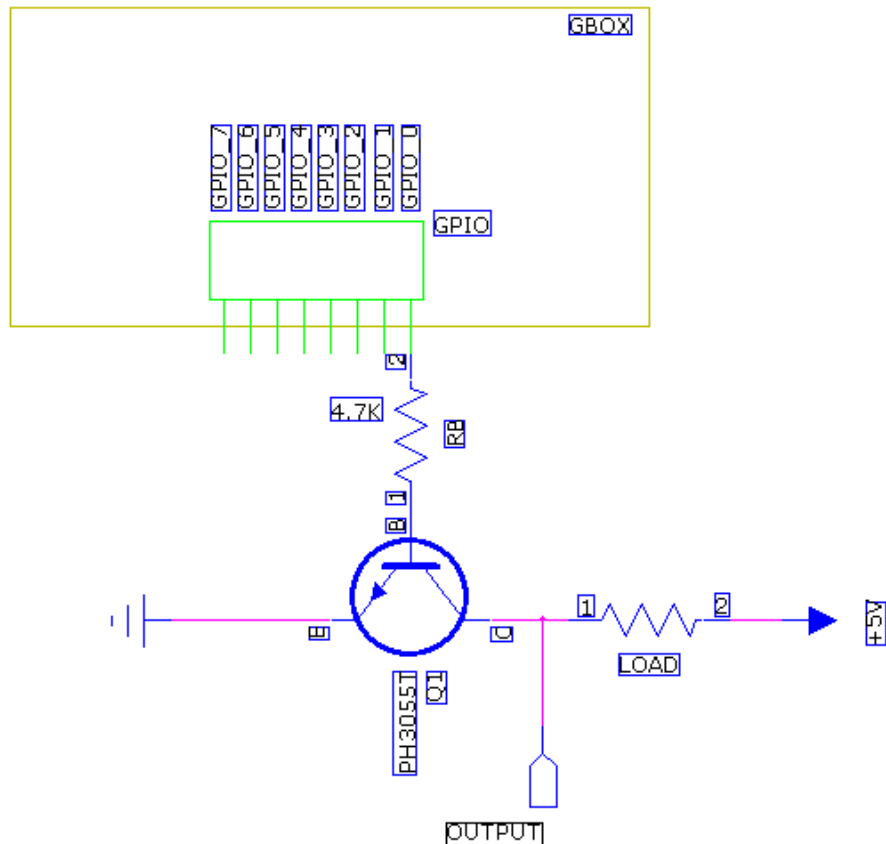 GBOX
GPIO_7
GPIO_6
GPIO_5
GPIO_4
GPIO_3
GPIO_2
GPIO_1
GPIO_0
GPIO
2
4.7K
RB
1
B
E
C
1
2
+5V
LOAD
PH3055T
Q1
OUTPUT